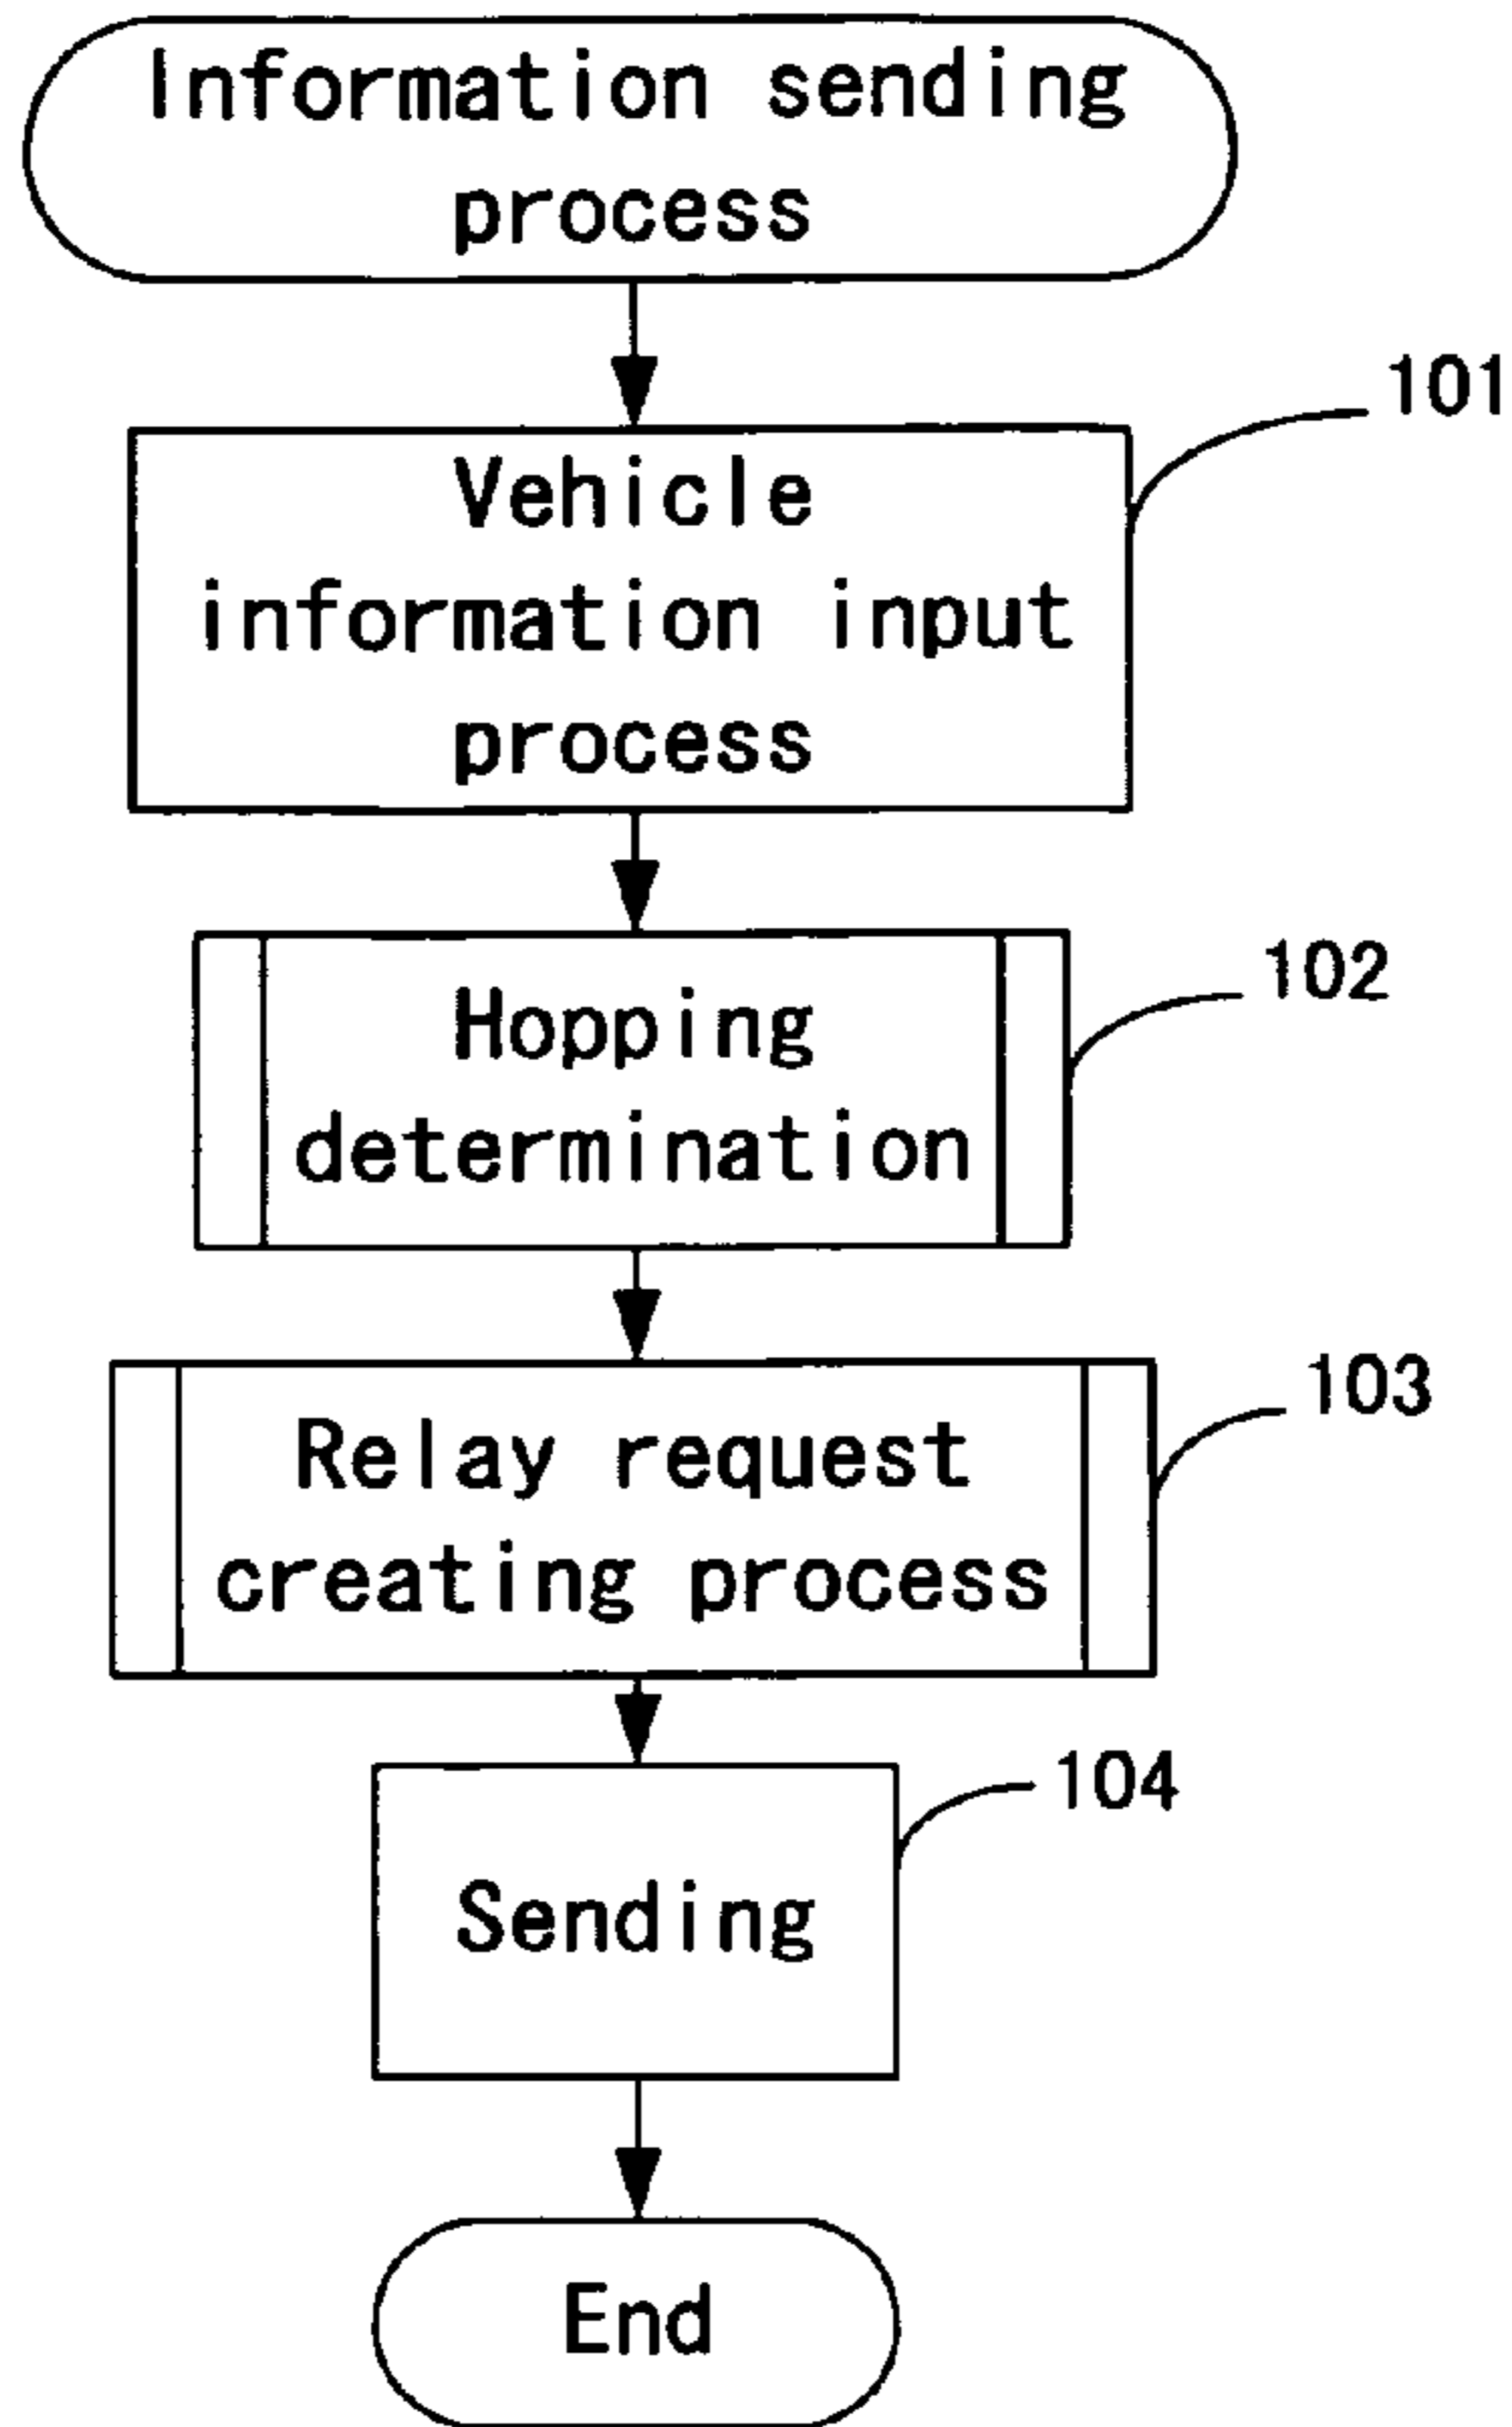 Information sending
process
101
Vehicle
information input
process
102
Hopping
determination
103
Relay request
creating process
104
Sending
End